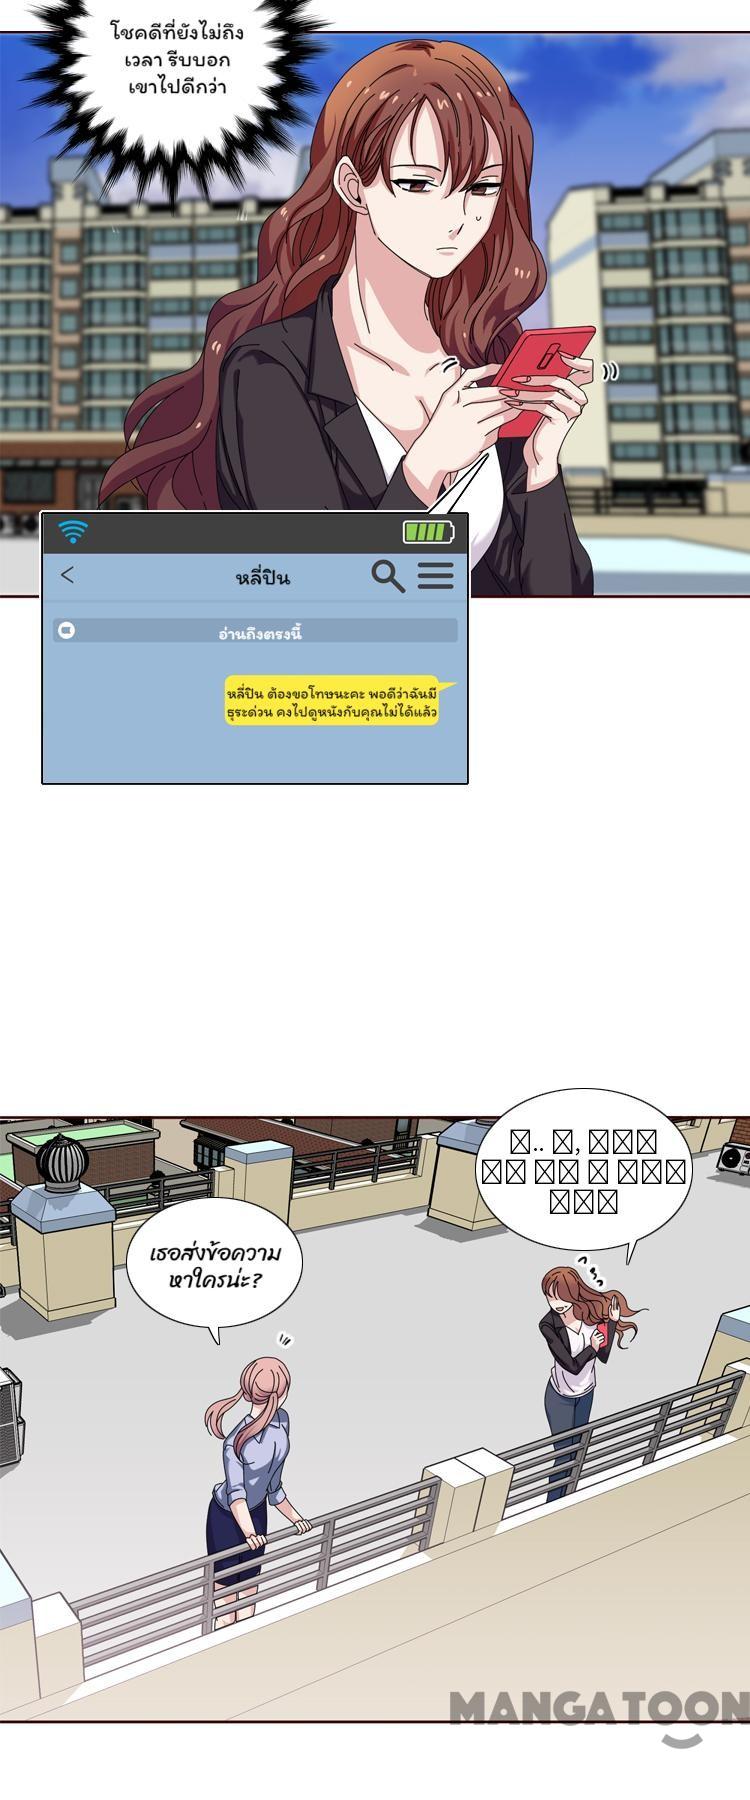 โชคดีที่ยังไม่ถึง
เวลา รีบบอก
เขาไปดีกว่า
หลี่ปิน
อ่านถึงตรงนี้
หลี่ปิน ต้องขอโทษนะคะ พอดีว่าฉันมี
ธุระด่วน คงไปดูหนังกับคุณไม่ได้แล้ว
เธอส่งข้อความ
หาใครน่ะ?
MANGATOON